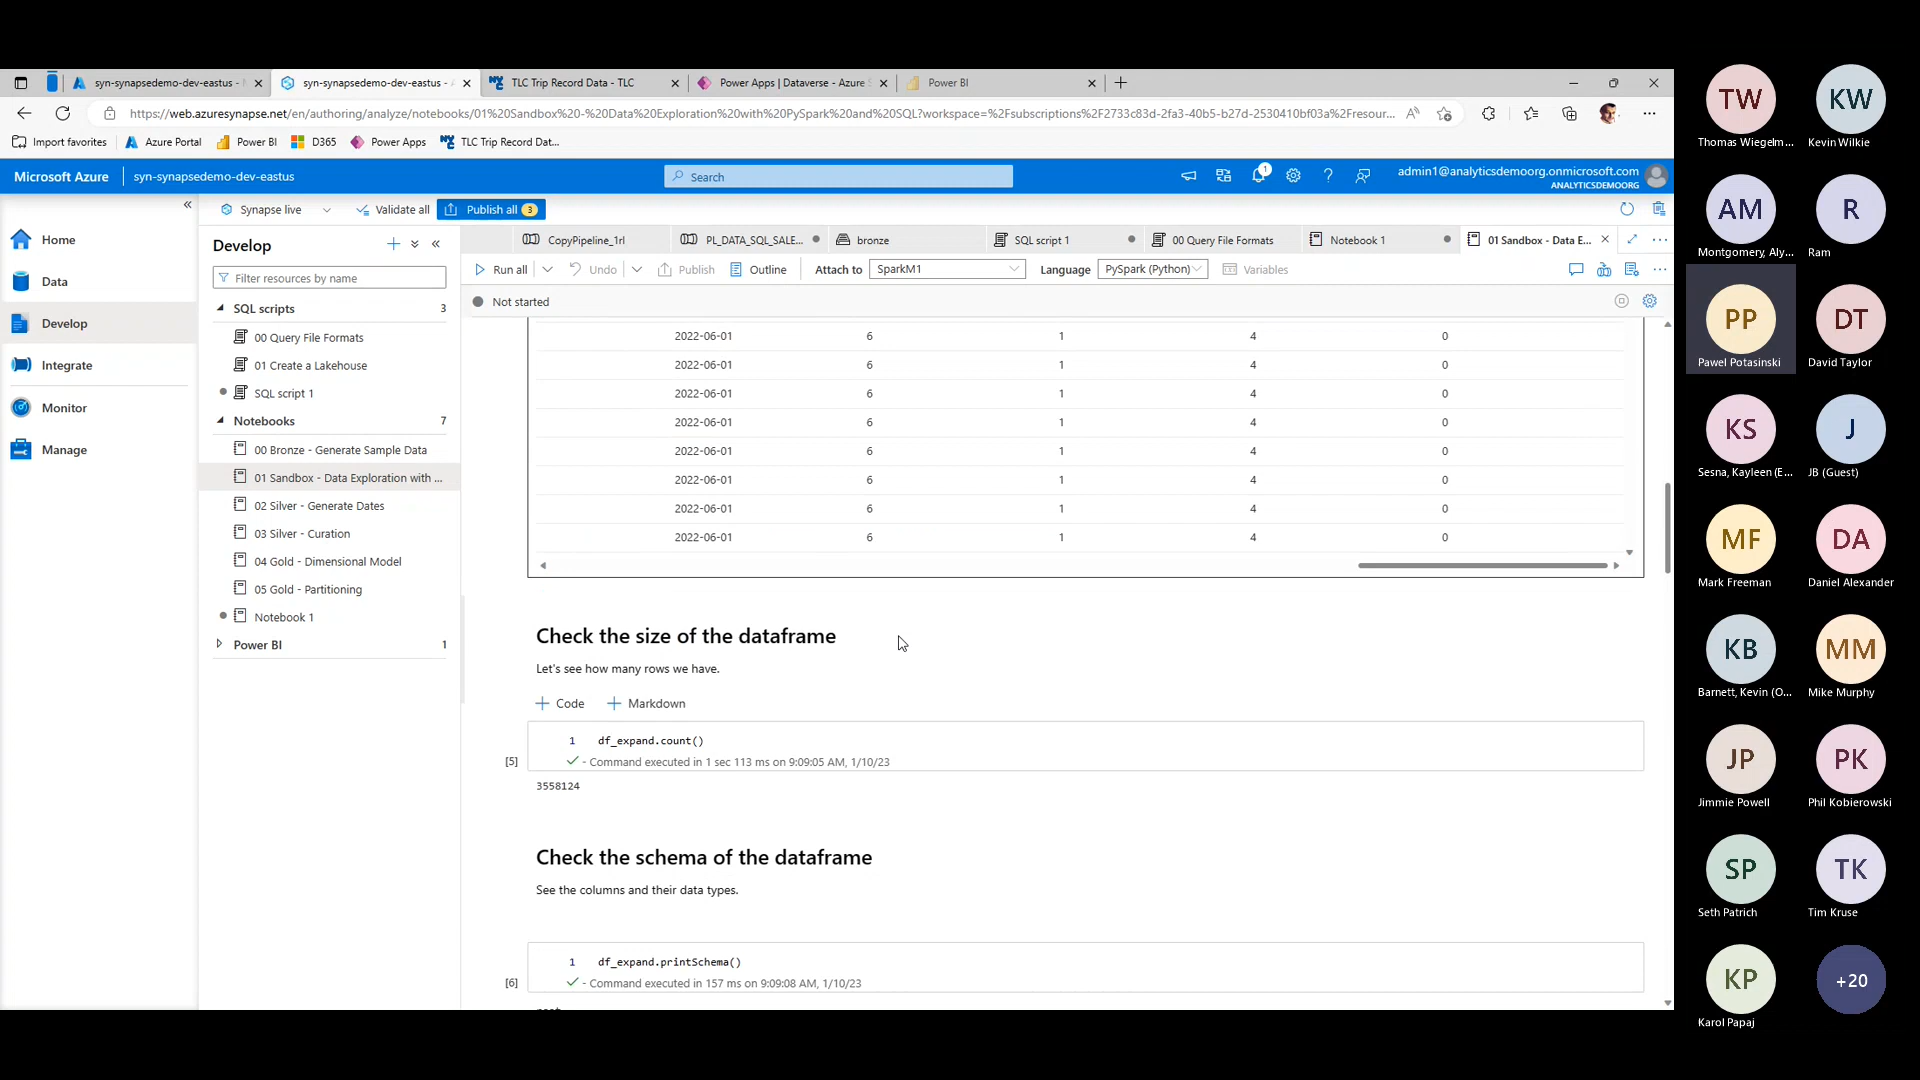 syn-synapsedemo-dev-eastus -
syn-synapsedemo-dev-eastus -
TLC Trip Record Data - TLC
Power Apps | Dataverse - Azure
Power BI
https://web.azuresynapse.net/en/authoring/analyze/notebooks/01%20Sandbox%20-%20Data%20Exploration%20with%20PySpark%20and%20SQL?workspace=%2Fsubscriptions%2F2733c83d-2fa3-40b5-b27d-2530410bf03a%2Fresour...
Import favorites
Azure Portal
Power BI
D365
Power Apps
TLC Trip Record Dat...
Microsoft Azure
syn-synapsedemo-dev-eastus
Search
1
admin1@analyticsdemoorg.onmicrosoft.com
ANALYTICSDEMOORG
Home
Data
Develop
Integrate
Monitor
Manage
Synapse live
Validate all
Publish all 3
Develop
Filter resources by name
SQL scripts 3
00 Query File Formats
01 Create a Lakehouse
SQL script 1
Notebooks 7
00 Bronze - Generate Sample Data
01 Sandbox - Data Exploration with ...
02 Silver - Generate Dates
03 Silver - Curation
04 Gold - Dimensional Model
05 Gold - Partitioning
Notebook 1
Power BI 1
CopyPipeline_1rl
PL_DATA_SQL_SALE...
bronze
SQL script 1
00 Query File Formats
Notebook 1
01 Sandbox - Data E...
Run all
Undo
Publish
Outline
Attach to
SparkM1
Language
PySpark (Python)
Variables
Not started
2022-06-01 6 1 4 0
2022-06-01 6 1 4 0
2022-06-01 6 1 4 0
2022-06-01 6 1 4 0
2022-06-01 6 1 4 0
2022-06-01 6 1 4 0
2022-06-01 6 1 4 0
2022-06-01 6 1 4 0
Check the size of the dataframe
Let's see how many rows we have.
Code
Markdown
1 df_expand.count()
[5] - Command executed in 1 sec 113 ms on 9:09:05 AM, 1/10/23
3558124
Check the schema of the dataframe
See the columns and their data types.
1 df_expand.printSchema()
[6] - Command executed in 157 ms on 9:09:08 AM, 1/10/23
TW
Thomas Wiegelm...
KW
Kevin Wilkie
AM
Montgomery, Aly...
R
Ram
PP
Pawel Potasinski
DT
David Taylor
KS
Sesna, Kayleen (E...
J
JB (Guest)
MF
Mark Freeman
DA
Daniel Alexander
KB
Barnett, Kevin (O...
MM
Mike Murphy
JP
Jimmie Powell
PK
Phil Kobierowski
SP
Seth Patrich
TK
Tim Kruse
KP
Karol Papaj
+20